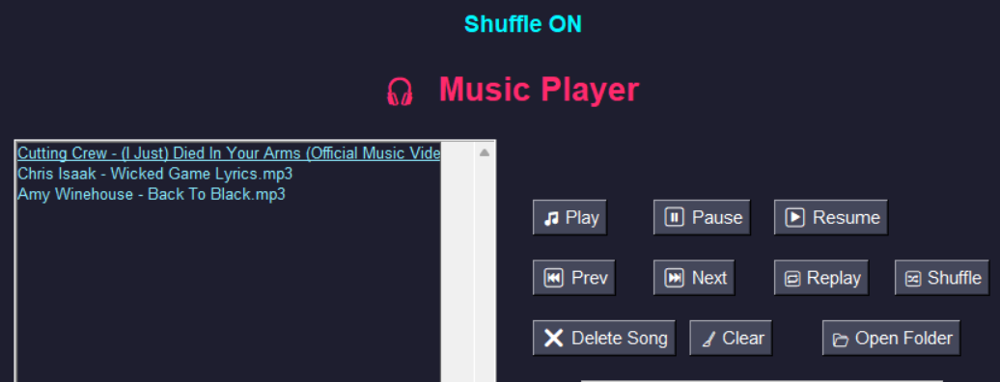 Shuffle ON
Music Player
Cutting Crew - (I Just) Died In Your Arms (Official Music Vide
Chris Isaak - Wicked Game Lyrics.mp3
Amy Winehouse - Back To Black.mp3
Play Pause Resume
Prev Next Replay Shuffle
Delete Song Clear Open Folder